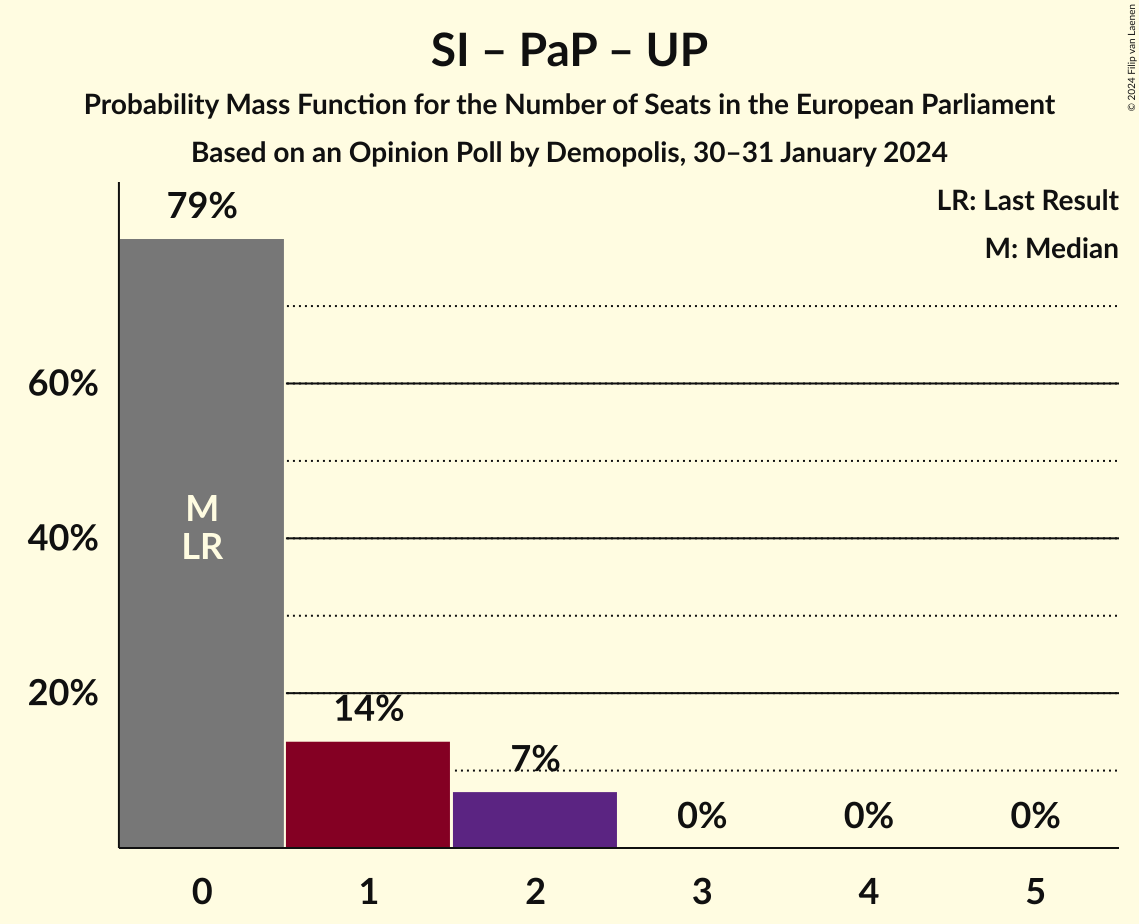 SI – PaP – UP
Probability Mass Function for the Number of Seats in the European Parliament
Based on an Opinion Poll by Demopolis, 30–31 January 2024
© 2024 Filip van Laenen
LR: Last Result
M: Median
79%
60%
40%
20%
M
LR
14%
7%
0%
0%
0%
0
1
2
3
4
5